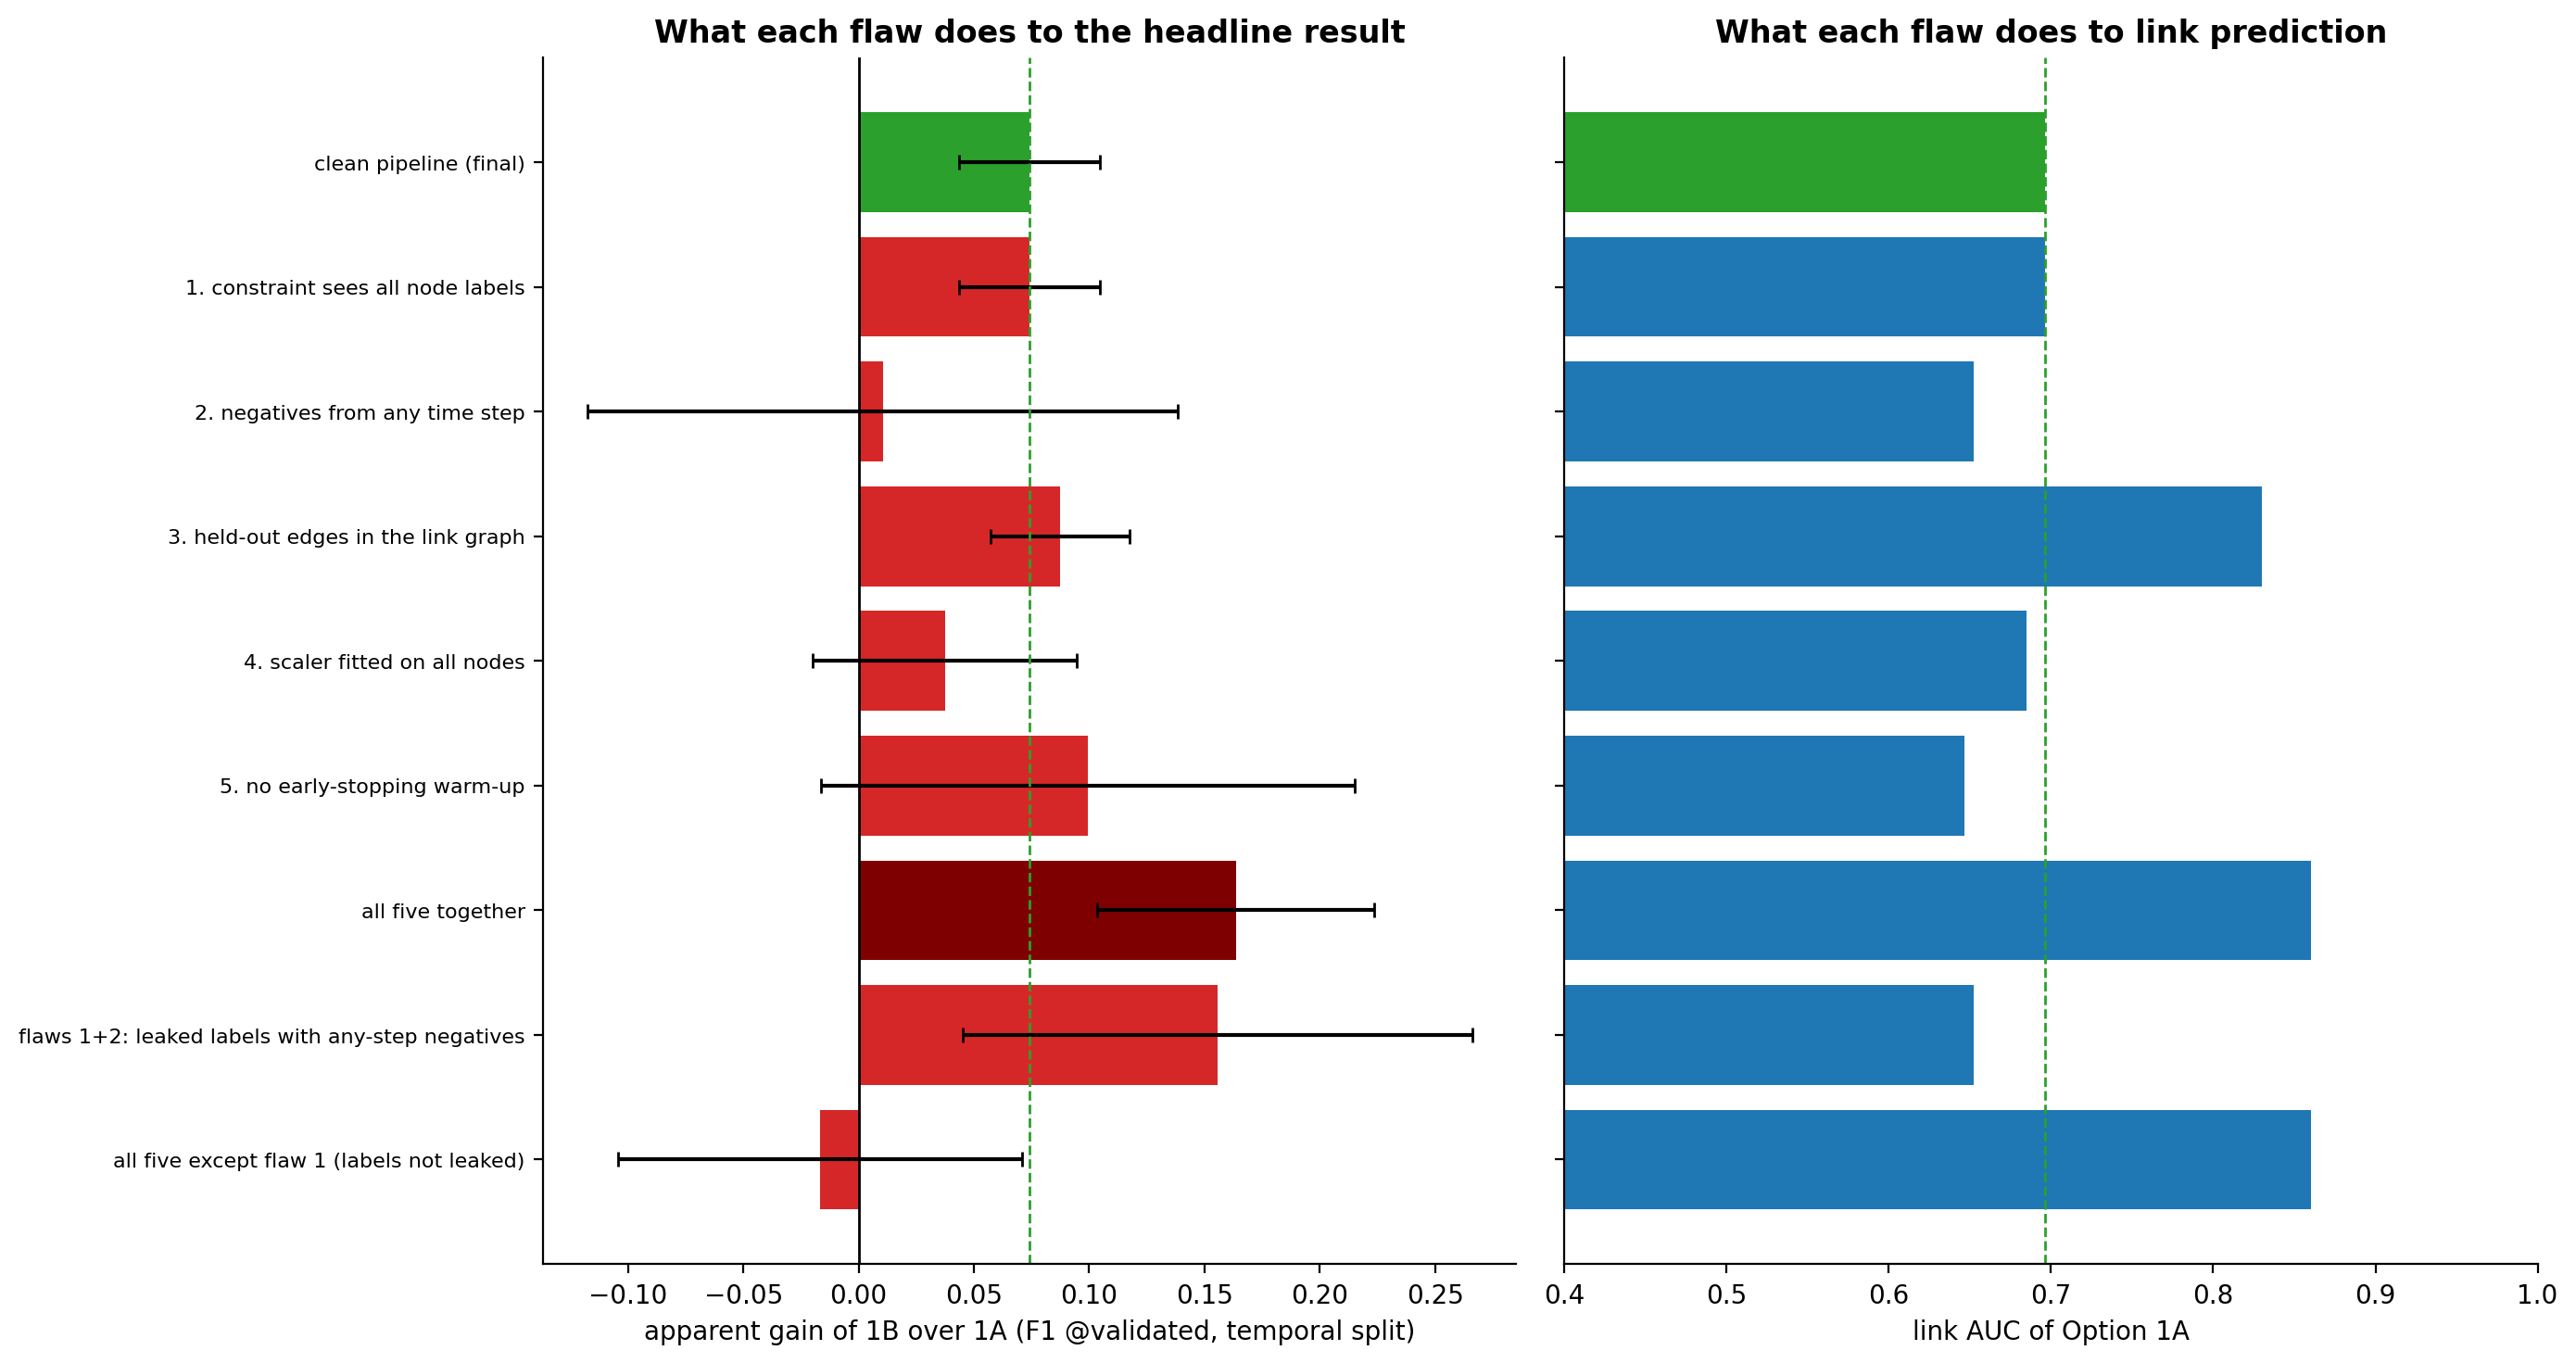 What each flaw does to the headline result
What each flaw does to link prediction
clean pipeline (final)
1. constraint sees all node labels
2. negatives from any time step
3. held-out edges in the link graph
4. scaler fitted on all nodes
5. no early-stopping warm-up
all five together
flaws 1+2: leaked labels with any-step negatives
all five except flaw 1 (labels not leaked)
−0.10 −0.05 0.00 0.05 0.10 0.15 0.20 0.25
apparent gain of 1B over 1A (F1 @validated, temporal split)
0.4 0.5 0.6 0.7 0.8 0.9 1.0
link AUC of Option 1A